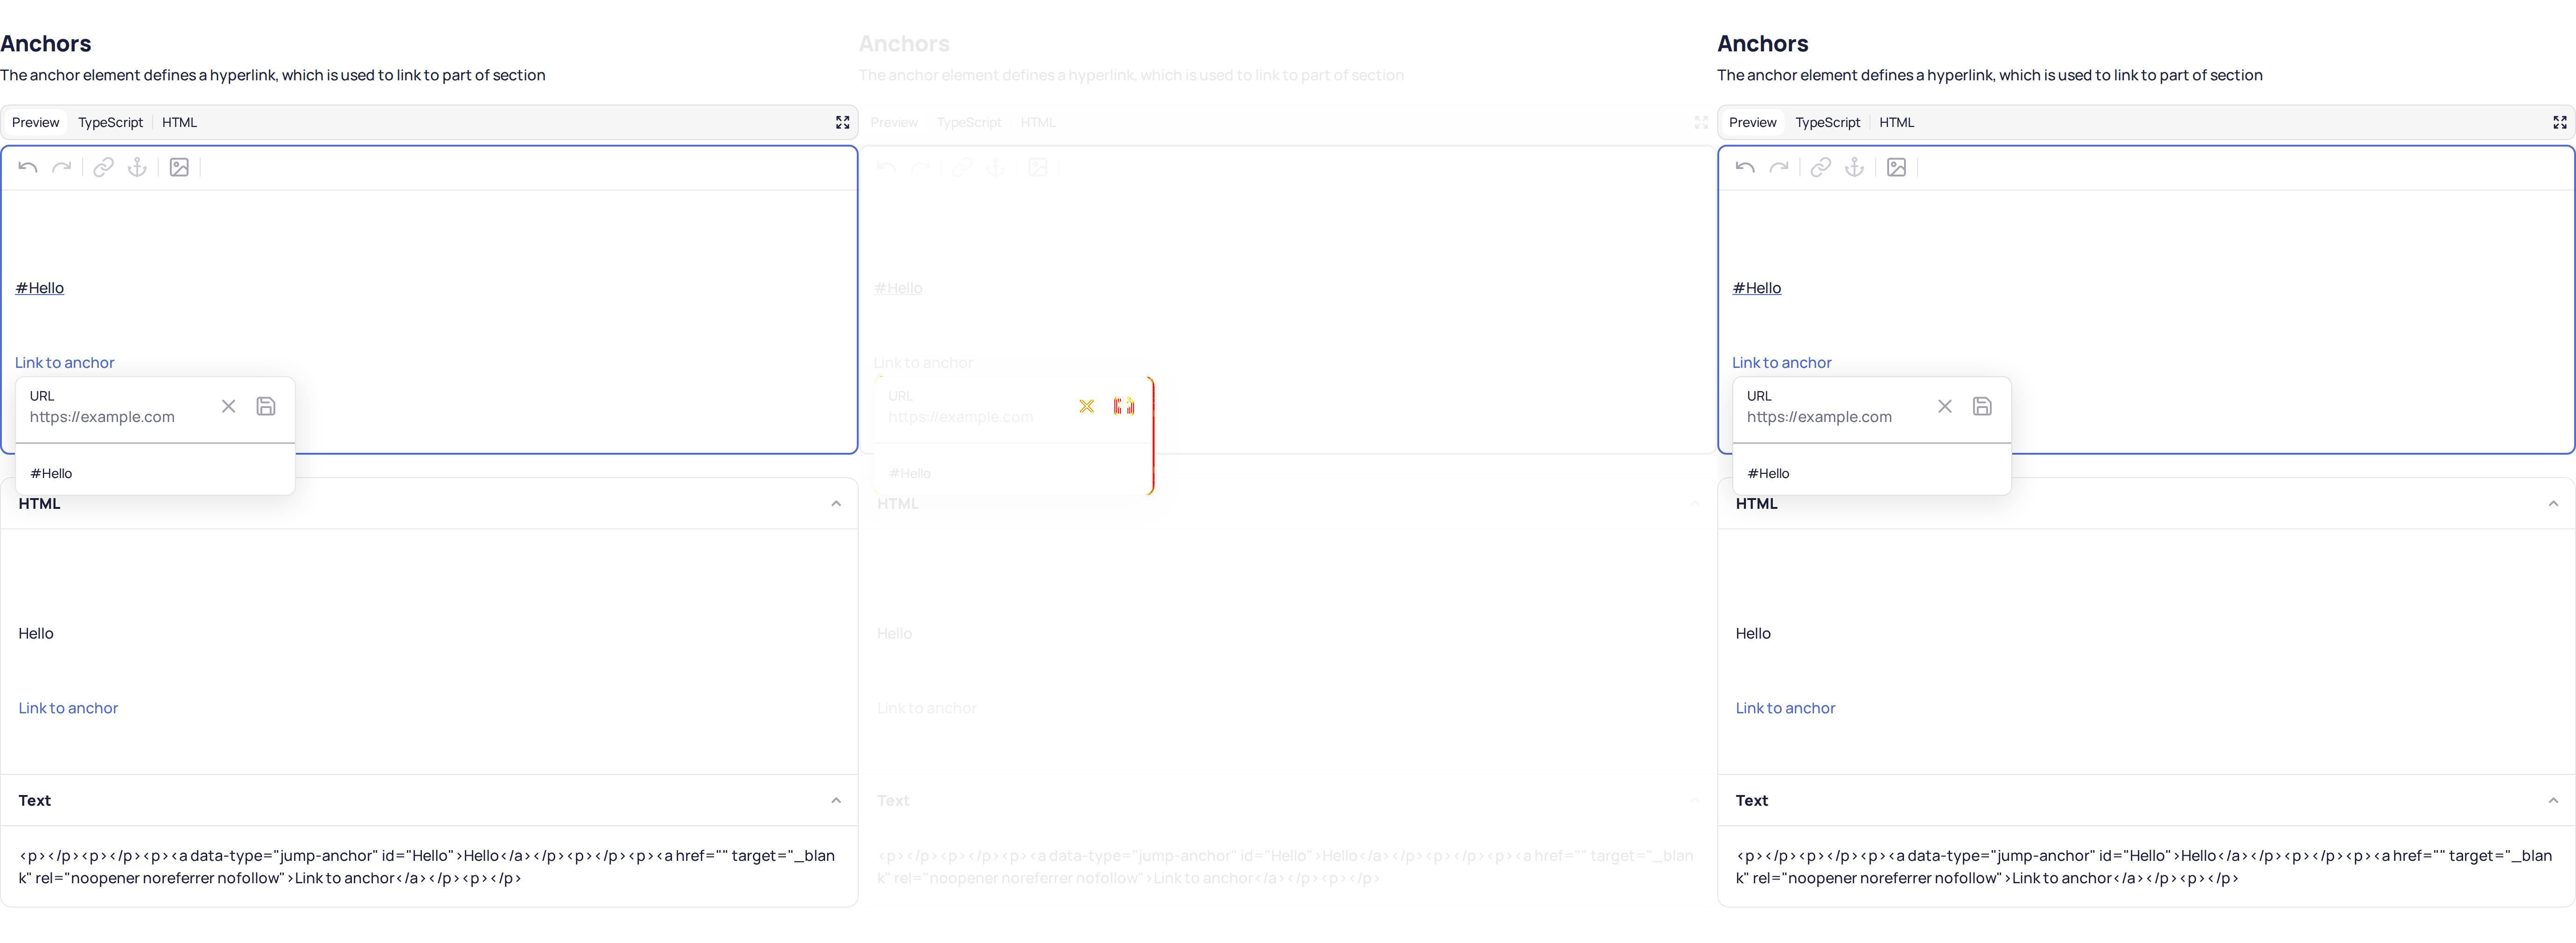 Anchors
The anchor element defines a hyperlink, which is used to link to part of section
Preview TypeScript HTML
#Hello
Link to anchor
URL
https://example.com
#Hello
HTML
Hello
Link to anchor
Text
<p></p><p></p><p><a data-type="jump-anchor" id="Hello">Hello</a></p><p></p><p><a href="" target="_blan
k" rel="noopener noreferrer nofollow">Link to anchor</a></p><p></p>
Anchors
The anchor element defines a hyperlink, which is used to link to part of section
Preview TypeScript HTML
#Hello
Link to anchor
URL
https://example.com
#Hello
HTML
Hello
Link to anchor
Text
<p></p><p></p><p><a data-type="jump-anchor" id="Hello">Hello</a></p><p></p><p><a href="" target="_blan
k" rel="noopener noreferrer nofollow">Link to anchor</a></p><p></p>
Anchors
The anchor element defines a hyperlink, which is used to link to part of section
Preview TypeScript HTML
#Hello
Link to anchor
URL
https://example.com
#Hello
HTML
Hello
Link to anchor
Text
<p></p><p></p><p><a data-type="jump-anchor" id="Hello">Hello</a></p><p></p><p><a href="" target="_blan
k" rel="noopener noreferrer nofollow">Link to anchor</a></p><p></p>